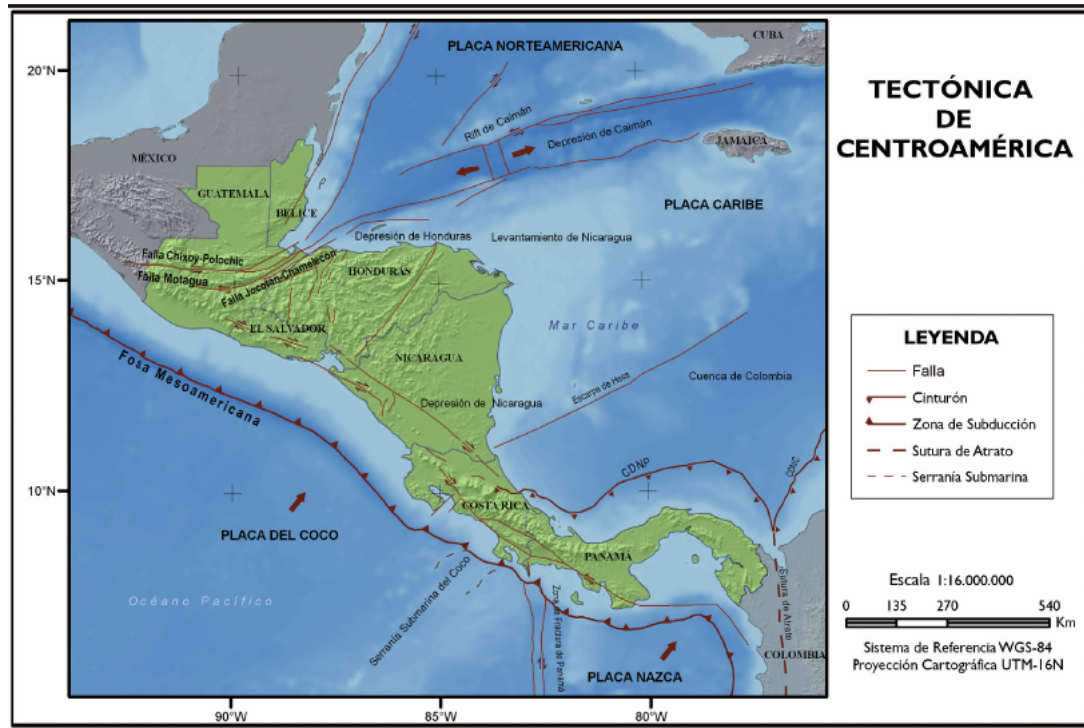 TECTÓNICA
DE
CENTROAMÉRICA
PLACA NORTEAMERICANA
CUBA
20°N
Rift de Caimán
Depresión de Caimán
JAMAICA
MÉXICO
GUATEMALA
BELICE
PLACA CARIBE
Depresión de Honduras
Levantamiento de Nicaragua
Falla Chixoy-Polochic
Falla Motagua
Falla Jocotán-Chamelecón
HONDURAS
15°N
EL SALVADOR
Mar Caribe
NICARAGUA
Fosa Mesoamericana
Escarpe de Hess
Cuenca de Colombia
Depresión de Nicaragua
CDNP
CDNC
10°N
COSTA RICA
PLACA DEL COCO
PANAMÁ
Serranía Submarina del Coco
Zona de Fractura de Panamá
Sutura de Atrato
Océano Pacífico
COLOMBIA
PLACA NAZCA
90°W
85°W
80°W
LEYENDA
Falla
Cinturón
Zona de Subducción
Sutura de Atrato
Serranía Submarina
Escala 1:16.000.000
0 135 270 540
Km
Sistema de Referencia WGS-84
Proyección Cartográfica UTM-16N